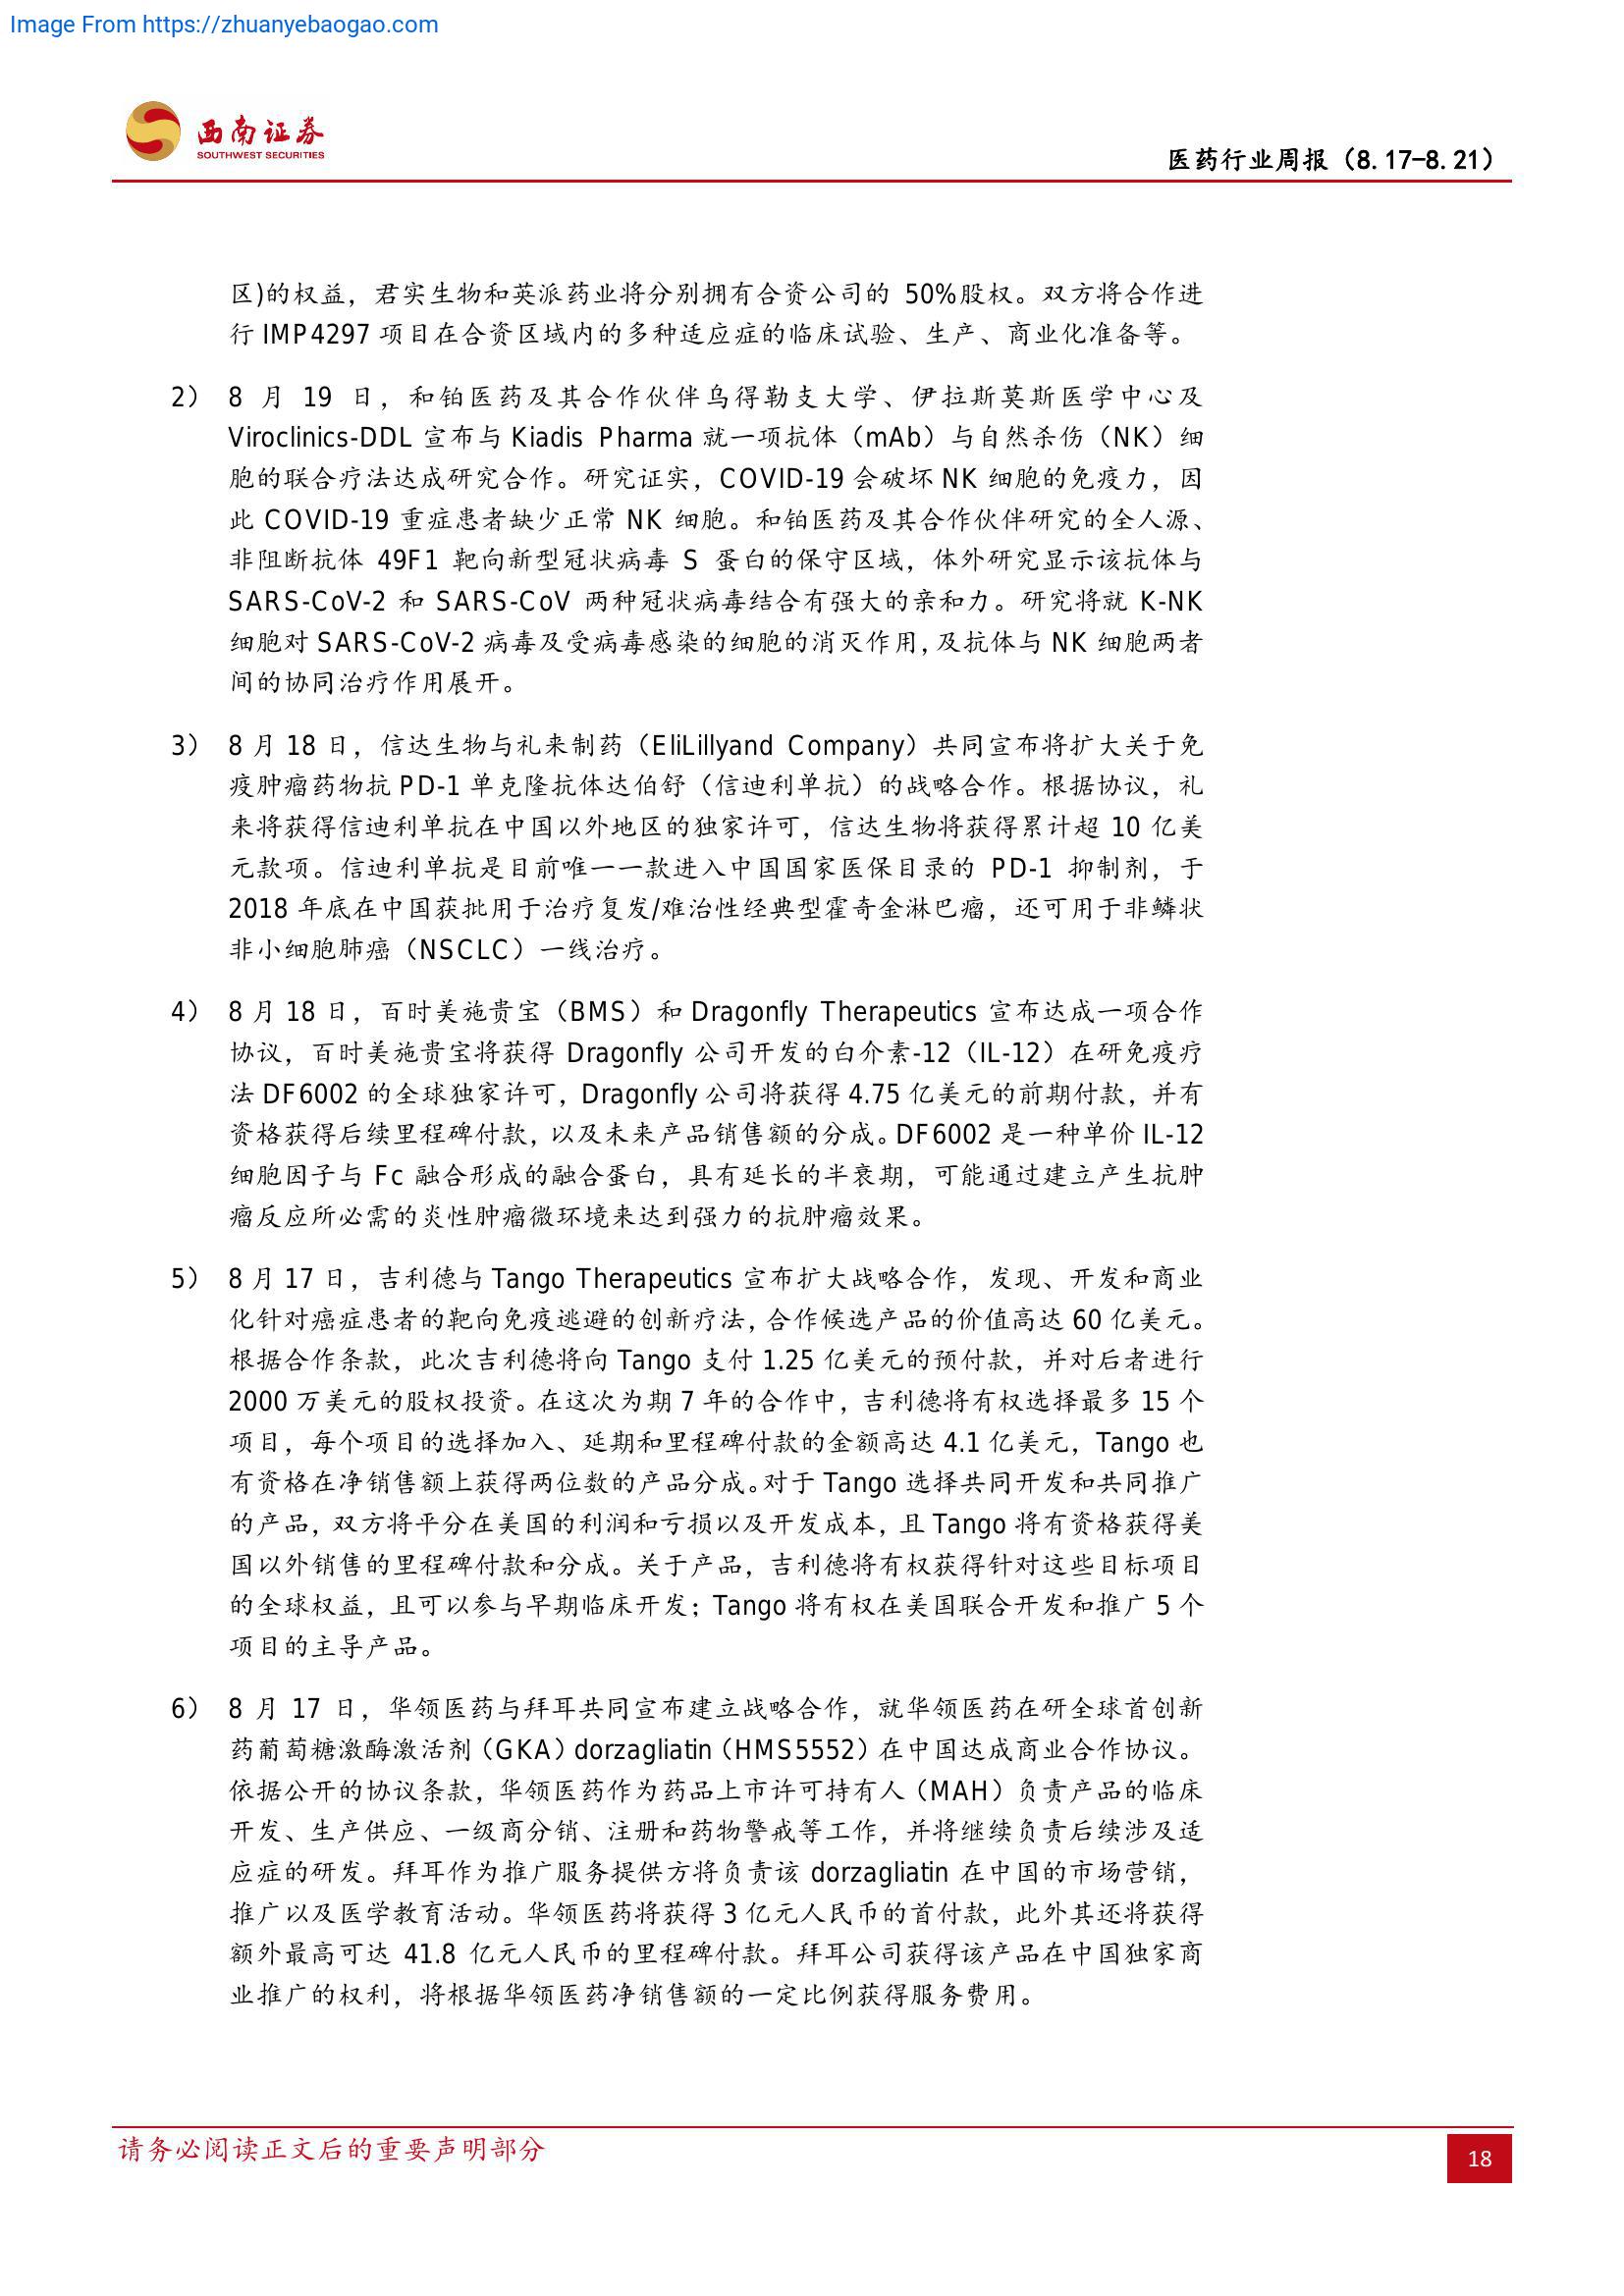 Image From https://zhuanyebaogao.com
西南证券
SOUTHWEST SECURITIES
医药行业周报（8.17-8.21）
区)的权益，君实生物和英派药业将分别拥有合资公司的 50%股权。双方将合作进
行 IMP4297 项目在合资区域内的多种适应症的临床试验、生产、商业化准备等。
2） 8 月 19 日，和铂医药及其合作伙伴乌得勒支大学、伊拉斯莫斯医学中心及
Viroclinics-DDL 宣布与 Kiadis Pharma 就一项抗体（mAb）与自然杀伤（NK）细
胞的联合疗法达成研究合作。研究证实，COVID-19 会破坏 NK 细胞的免疫力，因
此 COVID-19 重症患者缺少正常 NK 细胞。和铂医药及其合作伙伴研究的全人源、
非阻断抗体 49F1 靶向新型冠状病毒 S 蛋白的保守区域，体外研究显示该抗体与
SARS-CoV-2 和 SARS-CoV 两种冠状病毒结合有强大的亲和力。研究将就 K-NK
细胞对 SARS-CoV-2 病毒及受病毒感染的细胞的消灭作用，及抗体与 NK 细胞两者
间的协同治疗作用展开。
3） 8 月 18 日，信达生物与礼来制药（EliLillyand Company）共同宣布将扩大关于免
疫肿瘤药物抗 PD-1 单克隆抗体达伯舒（信迪利单抗）的战略合作。根据协议，礼
来将获得信迪利单抗在中国以外地区的独家许可，信达生物将获得累计超 10 亿美
元款项。信迪利单抗是目前唯一一款进入中国国家医保目录的 PD-1 抑制剂，于
2018 年底在中国获批用于治疗复发/难治性经典型霍奇金淋巴瘤，还可用于非鳞状
非小细胞肺癌（NSCLC）一线治疗。
4） 8 月 18 日，百时美施贵宝（BMS）和 Dragonfly Therapeutics 宣布达成一项合作
协议，百时美施贵宝将获得 Dragonfly 公司开发的白介素-12（IL-12）在研免疫疗
法 DF6002 的全球独家许可，Dragonfly 公司将获得 4.75 亿美元的前期付款，并有
资格获得后续里程碑付款，以及未来产品销售额的分成。DF6002 是一种单价 IL-12
细胞因子与 Fc 融合形成的融合蛋白，具有延长的半衰期，可能通过建立产生抗肿
瘤反应所必需的炎性肿瘤微环境来达到强力的抗肿瘤效果。
5） 8 月 17 日，吉利德与 Tango Therapeutics 宣布扩大战略合作，发现、开发和商业
化针对癌症患者的靶向免疫逃避的创新疗法，合作候选产品的价值高达 60 亿美元。
根据合作条款，此次吉利德将向 Tango 支付 1.25 亿美元的预付款，并对后者进行
2000 万美元的股权投资。在这次为期 7 年的合作中，吉利德将有权选择最多 15 个
项目，每个项目的选择加入、延期和里程碑付款的金额高达 4.1 亿美元，Tango 也
有资格在净销售额上获得两位数的产品分成。对于 Tango 选择共同开发和共同推广
的产品，双方将平分在美国的利润和亏损以及开发成本，且 Tango 将有资格获得美
国以外销售的里程碑付款和分成。关于产品，吉利德将有权获得针对这些目标项目
的全球权益，且可以参与早期临床开发；Tango 将有权在美国联合开发和推广 5 个
项目的主导产品。
6） 8 月 17 日，华领医药与拜耳共同宣布建立战略合作，就华领医药在研全球首创新
药葡萄糖激酶激活剂（GKA）dorzagliatin（HMS5552）在中国达成商业合作协议。
依据公开的协议条款，华领医药作为药品上市许可持有人（MAH）负责产品的临床
开发、生产供应、一级商分销、注册和药物警戒等工作，并将继续负责后续涉及适
应症的研发。拜耳作为推广服务提供方将负责该 dorzagliatin 在中国的市场营销，
推广以及医学教育活动。华领医药将获得 3 亿元人民币的首付款，此外其还将获得
额外最高可达 41.8 亿元人民币的里程碑付款。拜耳公司获得该产品在中国独家商
业推广的权利，将根据华领医药净销售额的一定比例获得服务费用。
请务必阅读正文后的重要声明部分
18